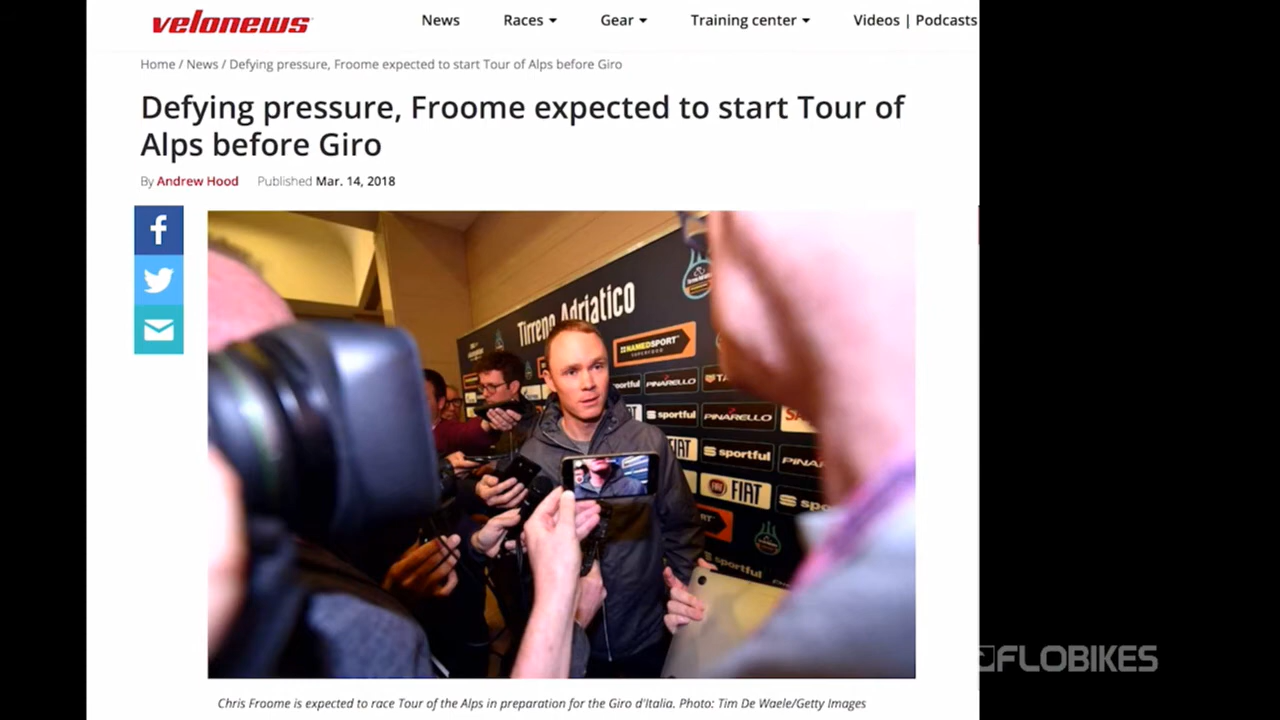 velonews
News
Races
Gear
Training center
Videos | Podcasts
Home / News / Defying pressure, Froome expected to start Tour of Alps before Giro
Defying pressure, Froome expected to start Tour of
Alps before Giro
By Andrew Hood Published Mar. 14, 2018
Tirreno Adriatico
NAMEDSPORT
SUPERFOOD
PINARELLO
sportful
PINARELLO
FIAT
sportful
FIAT
sportful
Chris Froome is expected to race Tour of the Alps in preparation for the Giro d'Italia. Photo: Tim De Waele/Getty Images
FLOBIKES